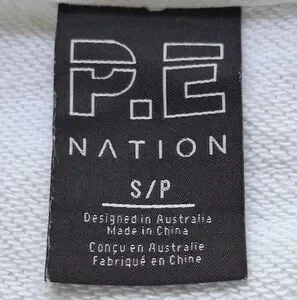 P.E
NATION
S/P
Designed in Australia
Made in China
Conçu en Australie
Fabriqué en Chine